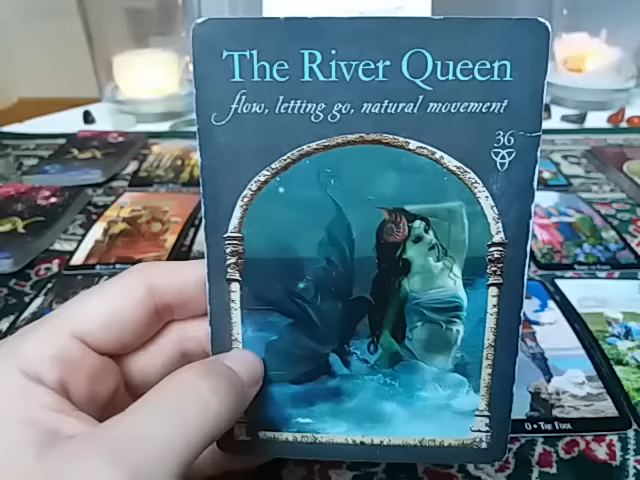 The River Queen
flow, letting go, natural movement
36
0 • The Fool